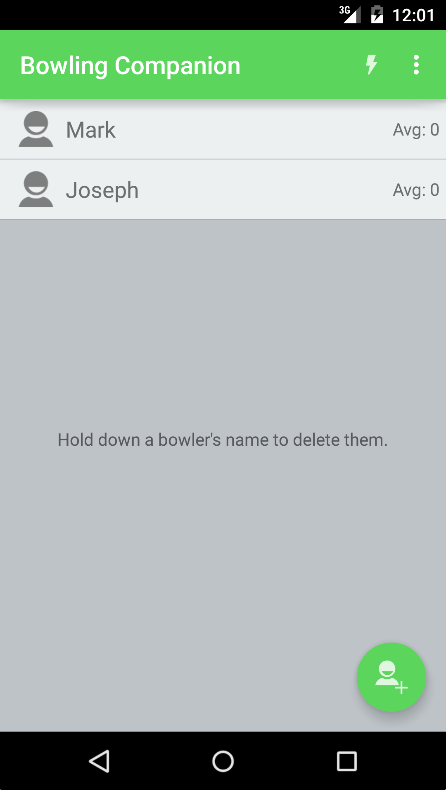 3G 12:01
Bowling Companion
Mark Avg: 0
Joseph Avg: 0
Hold down a bowler's name to delete them.